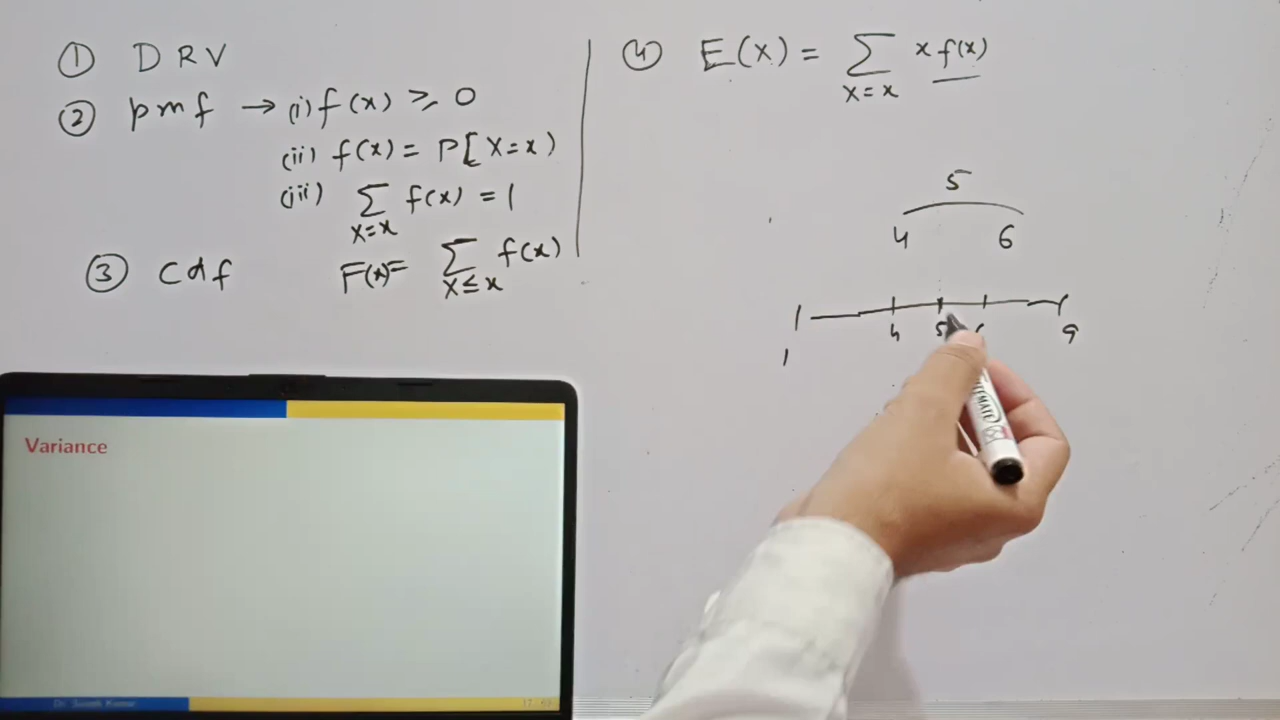 ① DRV
② pmf → (i) f(x) ≥ 0
(ii) f(x) = P[X=x)
(iii) ∑ f(x) = 1
X=x
③ cdf F(x)= ∑ f(x)
X≤x
④ E(x) = ∑ x f(x)
X=x
5
4 6
4 5 9
1
Variance